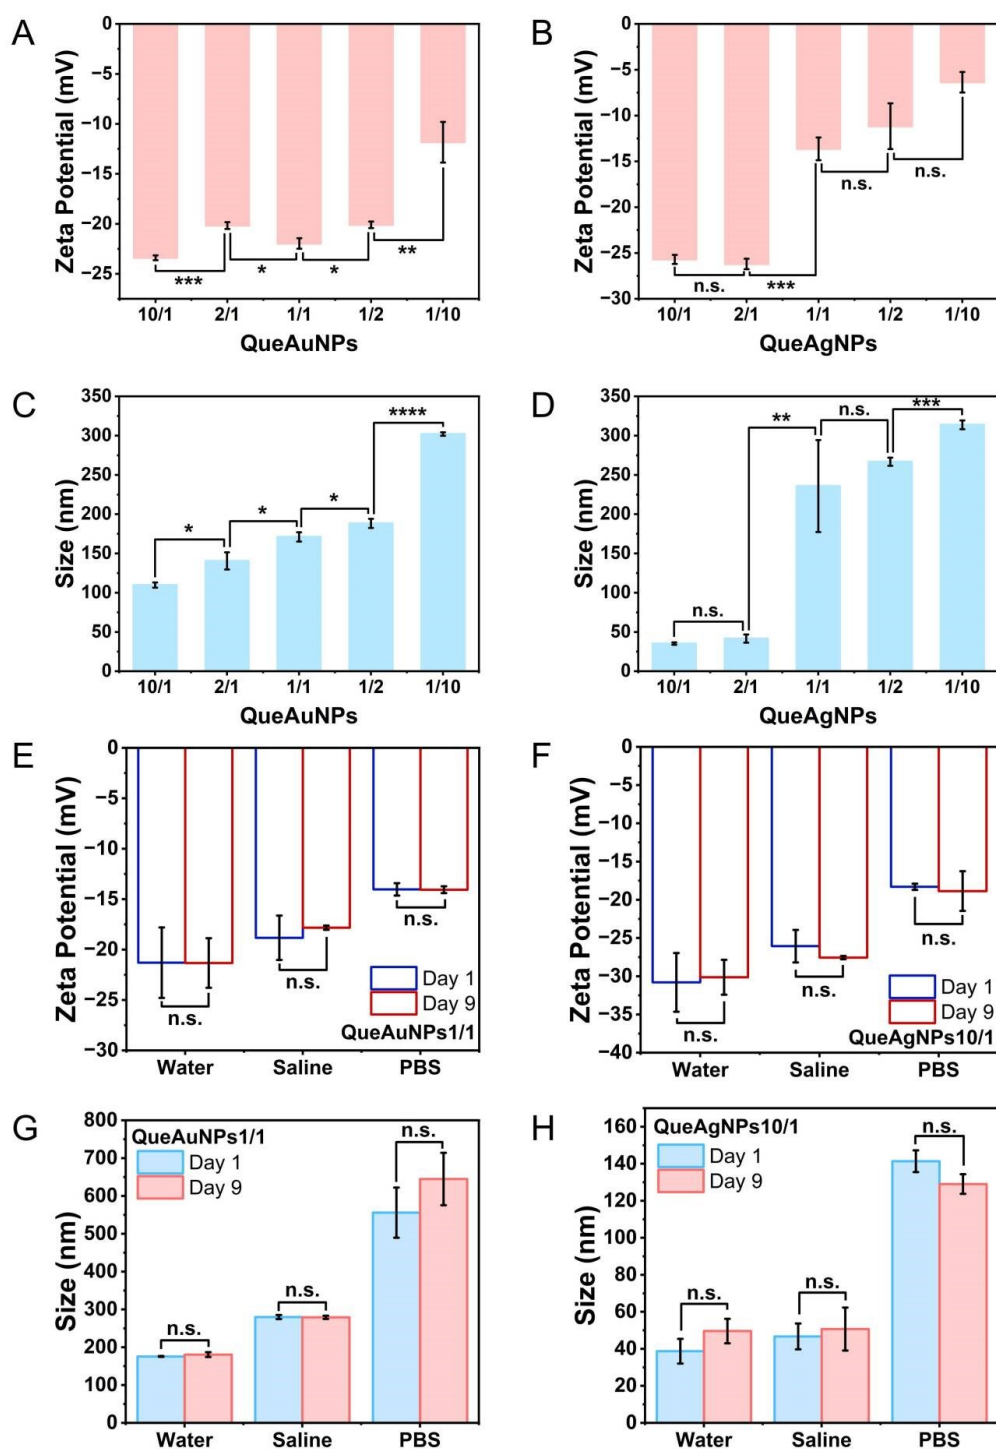 A
Zeta Potential (mV)
0
−5
−10
−15
−20
−25
***
*
*
**
10/1 2/1 1/1 1/2 1/10
QueAuNPs
B
Zeta Potential (mV)
0
−5
−10
−15
−20
−25
−30
n.s.
***
n.s.
n.s.
10/1 2/1 1/1 1/2 1/10
QueAgNPs
C
Size (nm)
350
300
250
200
150
100
50
0
*
*
*
****
10/1 2/1 1/1 1/2 1/10
QueAuNPs
D
Size (nm)
350
300
250
200
150
100
50
0
n.s.
**
n.s.
***
10/1 2/1 1/1 1/2 1/10
QueAgNPs
E
Zeta Potential (mV)
0
−5
−10
−15
−20
−25
−30
n.s.
n.s.
n.s.
Day 1
Day 9
QueAuNPs1/1
Water Saline PBS
F
Zeta Potential (mV)
0
−5
−10
−15
−20
−25
−30
−35
−40
n.s.
n.s.
n.s.
Day 1
Day 9
QueAgNPs10/1
Water Saline PBS
G
Size (nm)
800
700
600
500
400
300
200
100
0
QueAuNPs1/1
Day 1
Day 9
n.s.
n.s.
n.s.
Water Saline PBS
H
Size (nm)
160
140
120
100
80
60
40
20
0
QueAgNPs10/1
Day 1
Day 9
n.s.
n.s.
n.s.
Water Saline PBS